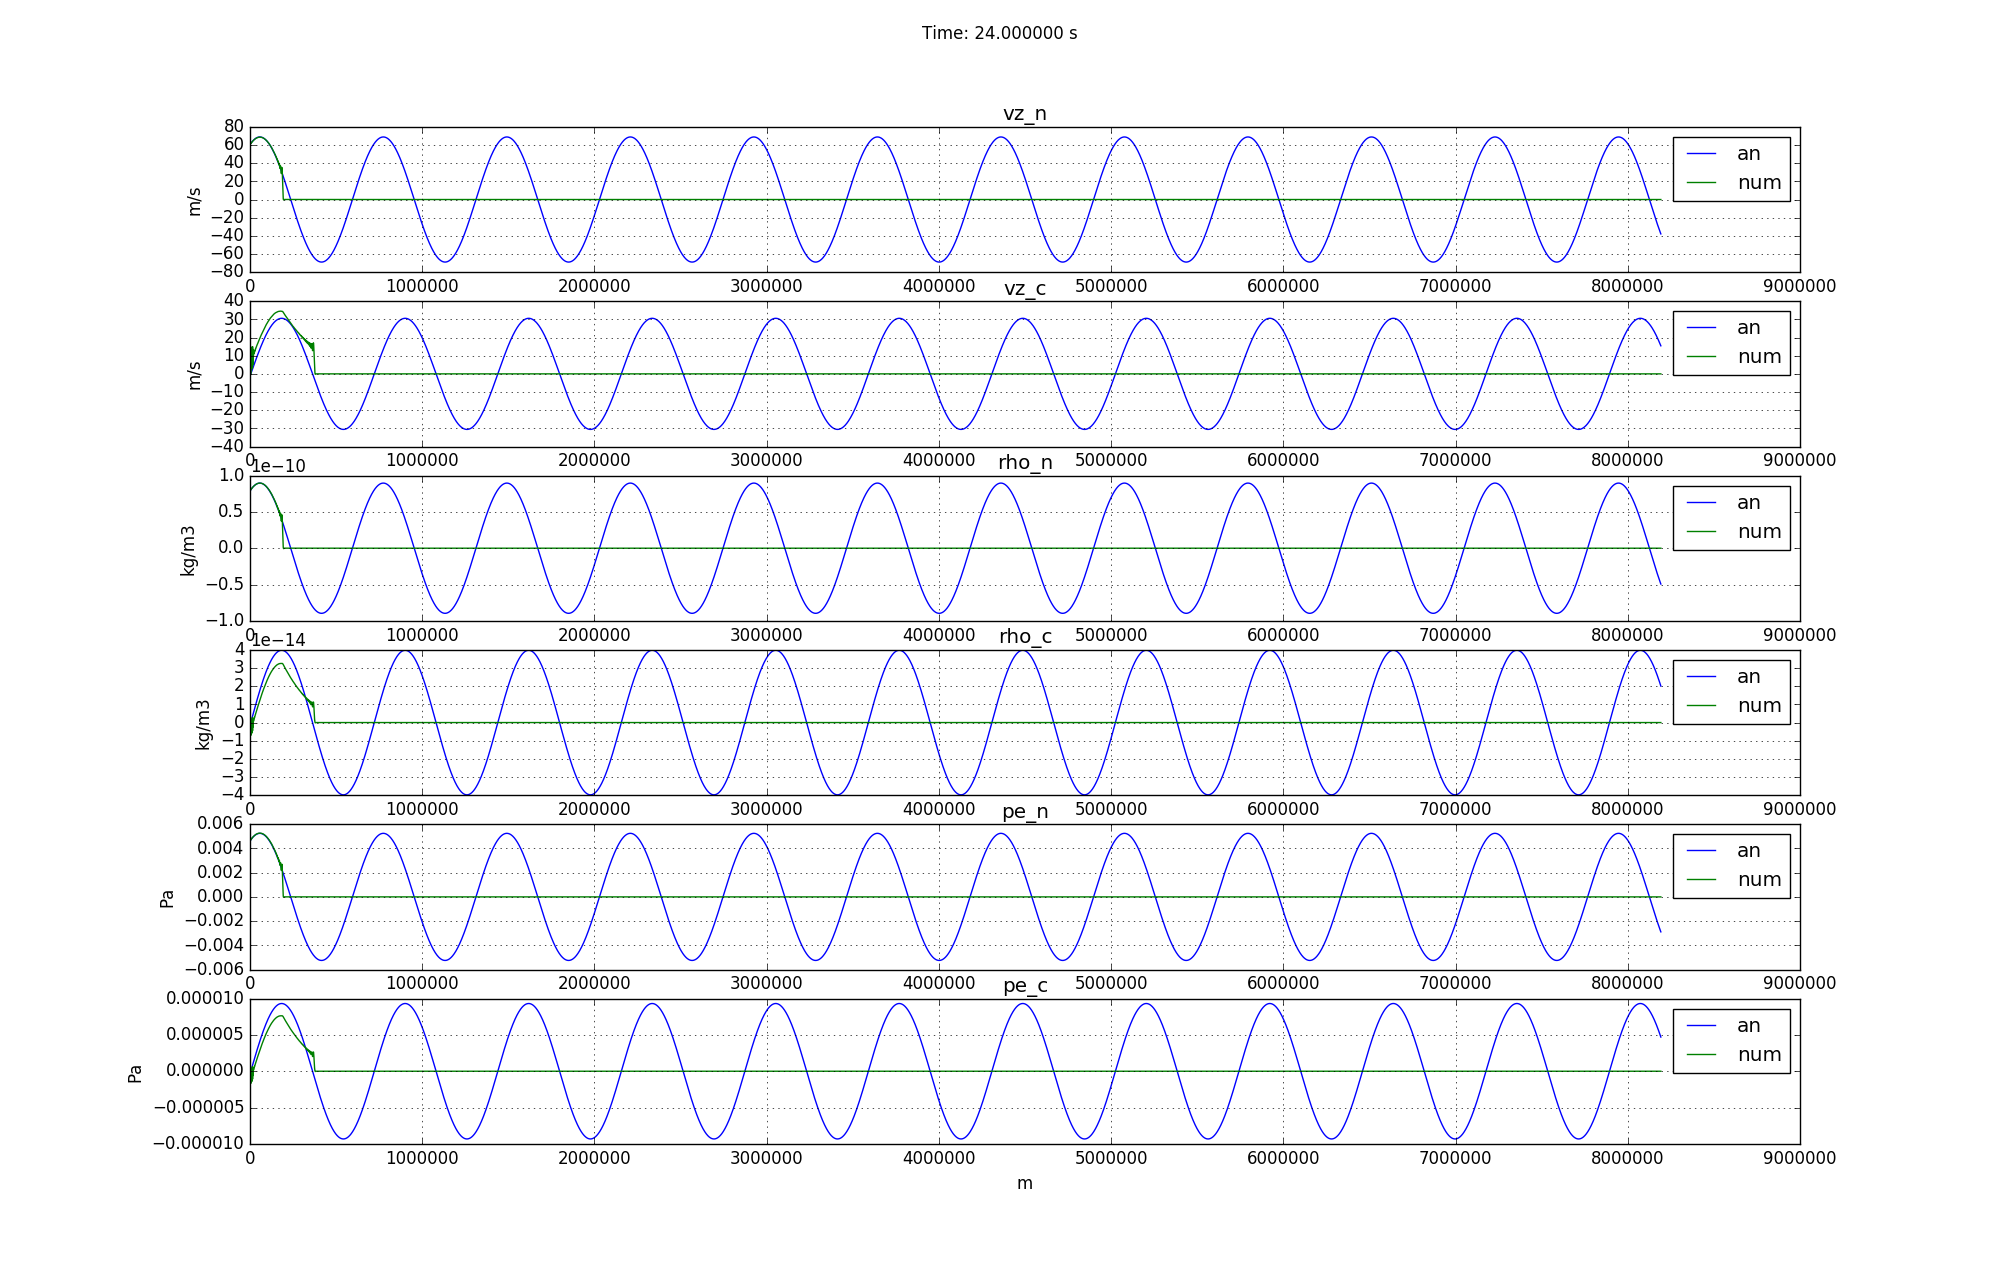 Time: 24.000000 s
vz_n
80
60
40
20
0
−20
−40
−60
−80
m/s
an
num
0 1000000 2000000 3000000 4000000 5000000 6000000 7000000 8000000 9000000
vz_c
40
30
20
10
0
−10
−20
−30
−40
m/s
an
num
0 1000000 2000000 3000000 4000000 5000000 6000000 7000000 8000000 9000000
1e−10
rho_n
1.0
0.5
0.0
−0.5
−1.0
kg/m3
an
num
0 1000000 2000000 3000000 4000000 5000000 6000000 7000000 8000000 9000000
1e−14
rho_c
4
3
2
1
0
−1
−2
−3
−4
kg/m3
an
num
0 1000000 2000000 3000000 4000000 5000000 6000000 7000000 8000000 9000000
pe_n
0.006
0.004
0.002
0.000
−0.002
−0.004
−0.006
Pa
an
num
0 1000000 2000000 3000000 4000000 5000000 6000000 7000000 8000000 9000000
pe_c
0.000010
0.000005
0.000000
−0.000005
−0.000010
Pa
an
num
0 1000000 2000000 3000000 4000000 5000000 6000000 7000000 8000000 9000000
m